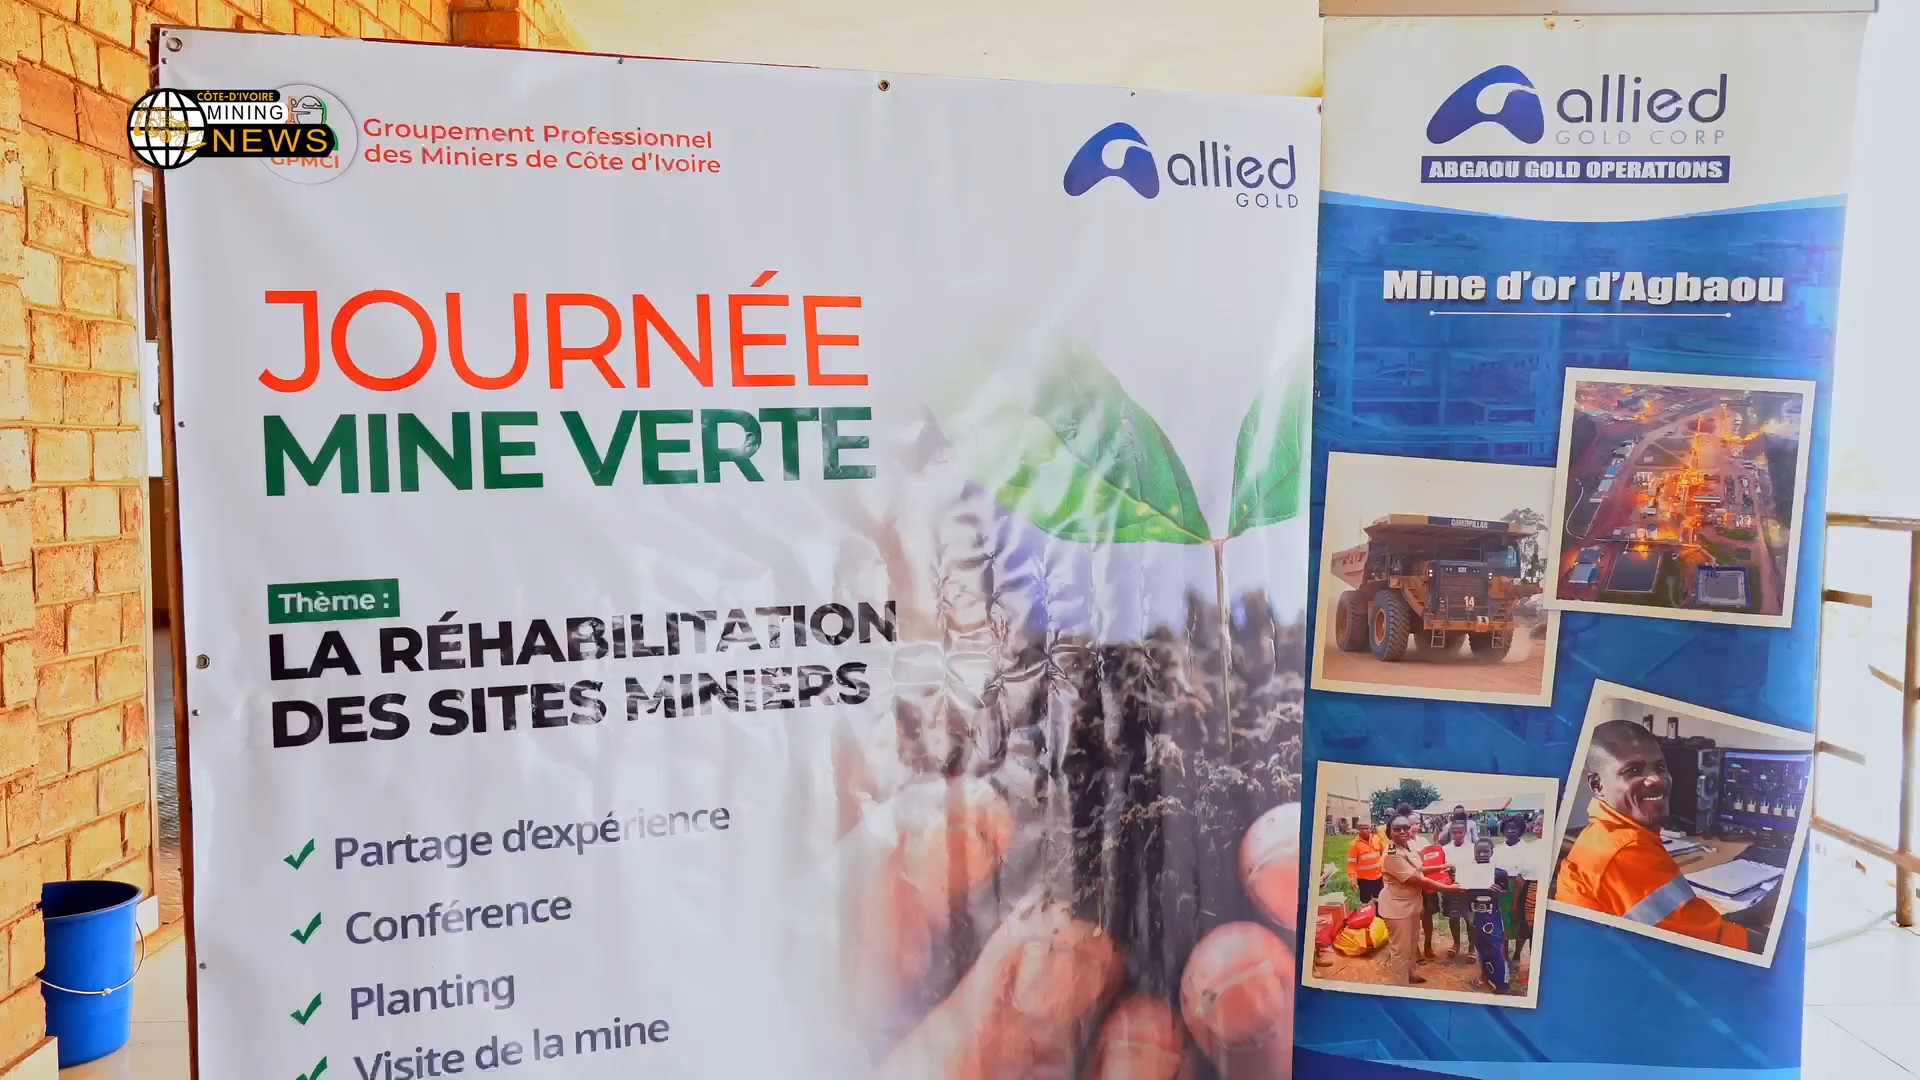 CÔTE-D'IVOIRE
MINING
NEWS
GPMCI
Groupement Professionnel
des Miniers de Côte d'Ivoire
allied
GOLD
JOURNÉE
MINE VERTE
Thème :
LA RÉHABILITATION
DES SITES MINIERS
Partage d'expérience
Conférence
Planting
Visite de la mine
allied
GOLD CORP
ABGAOU GOLD OPERATIONS
Mine d'or d'Agbaou
CATERPILLAR
CAT
14